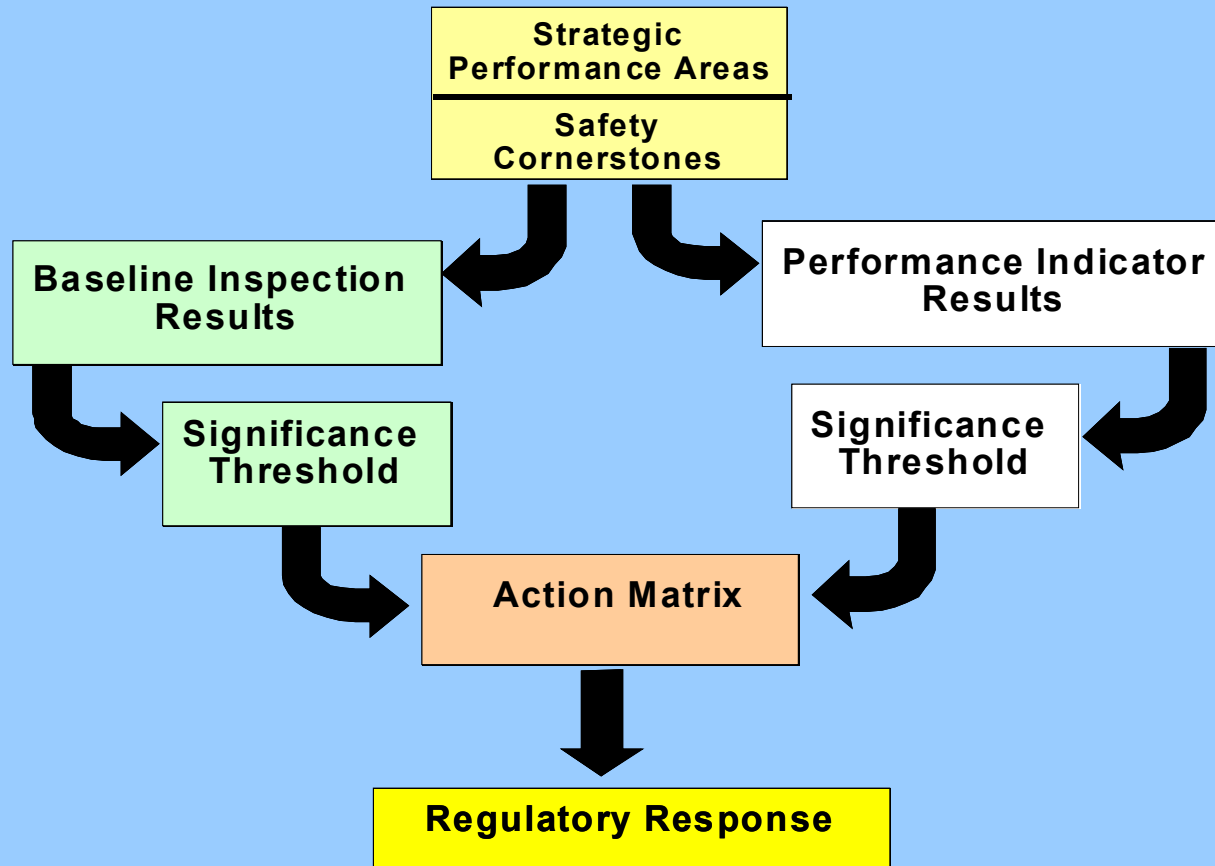 Strategic
Performance Areas
Safety
Cornerstones
Baseline Inspection
Results
Performance Indicator
Results
Significance
Threshold
Significance
Threshold
Action Matrix
Regulatory Response